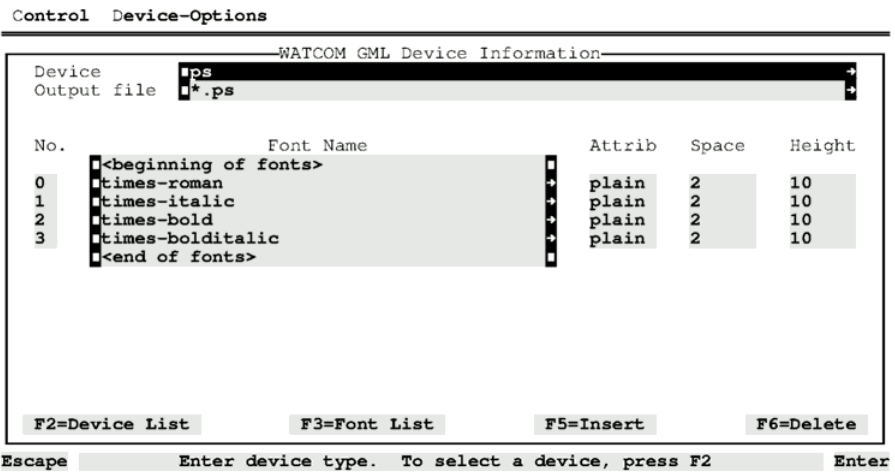 Control Device-Options
WATCOM GML Device Information
Device ps
Output file *.ps
No. Font Name Attrib Space Height
<beginning of fonts>
0 times-roman plain 2 10
1 times-italic plain 2 10
2 times-bold plain 2 10
3 times-bolditalic plain 2 10
<end of fonts>
F2=Device List F3=Font List F5=Insert F6=Delete
Escape Enter device type. To select a device, press F2 Enter